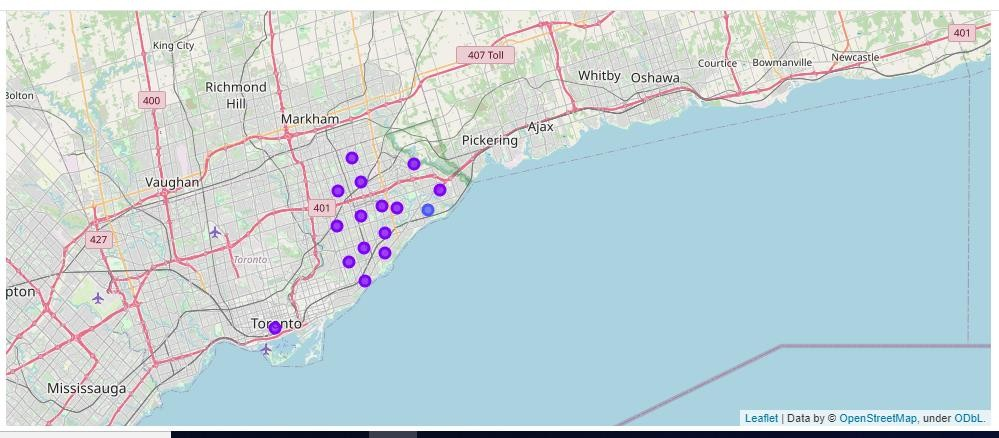 401
407 Toll
King City
Newcastle
Courtice
Bowmanville
Whitby
Oshawa
Richmond
Hill
Bolton
400
Markham
Ajax
Pickering
Vaughan
401
427
Toronto
pton
Toronto
Mississauga
Leaflet | Data by © OpenStreetMap, under ODbL.